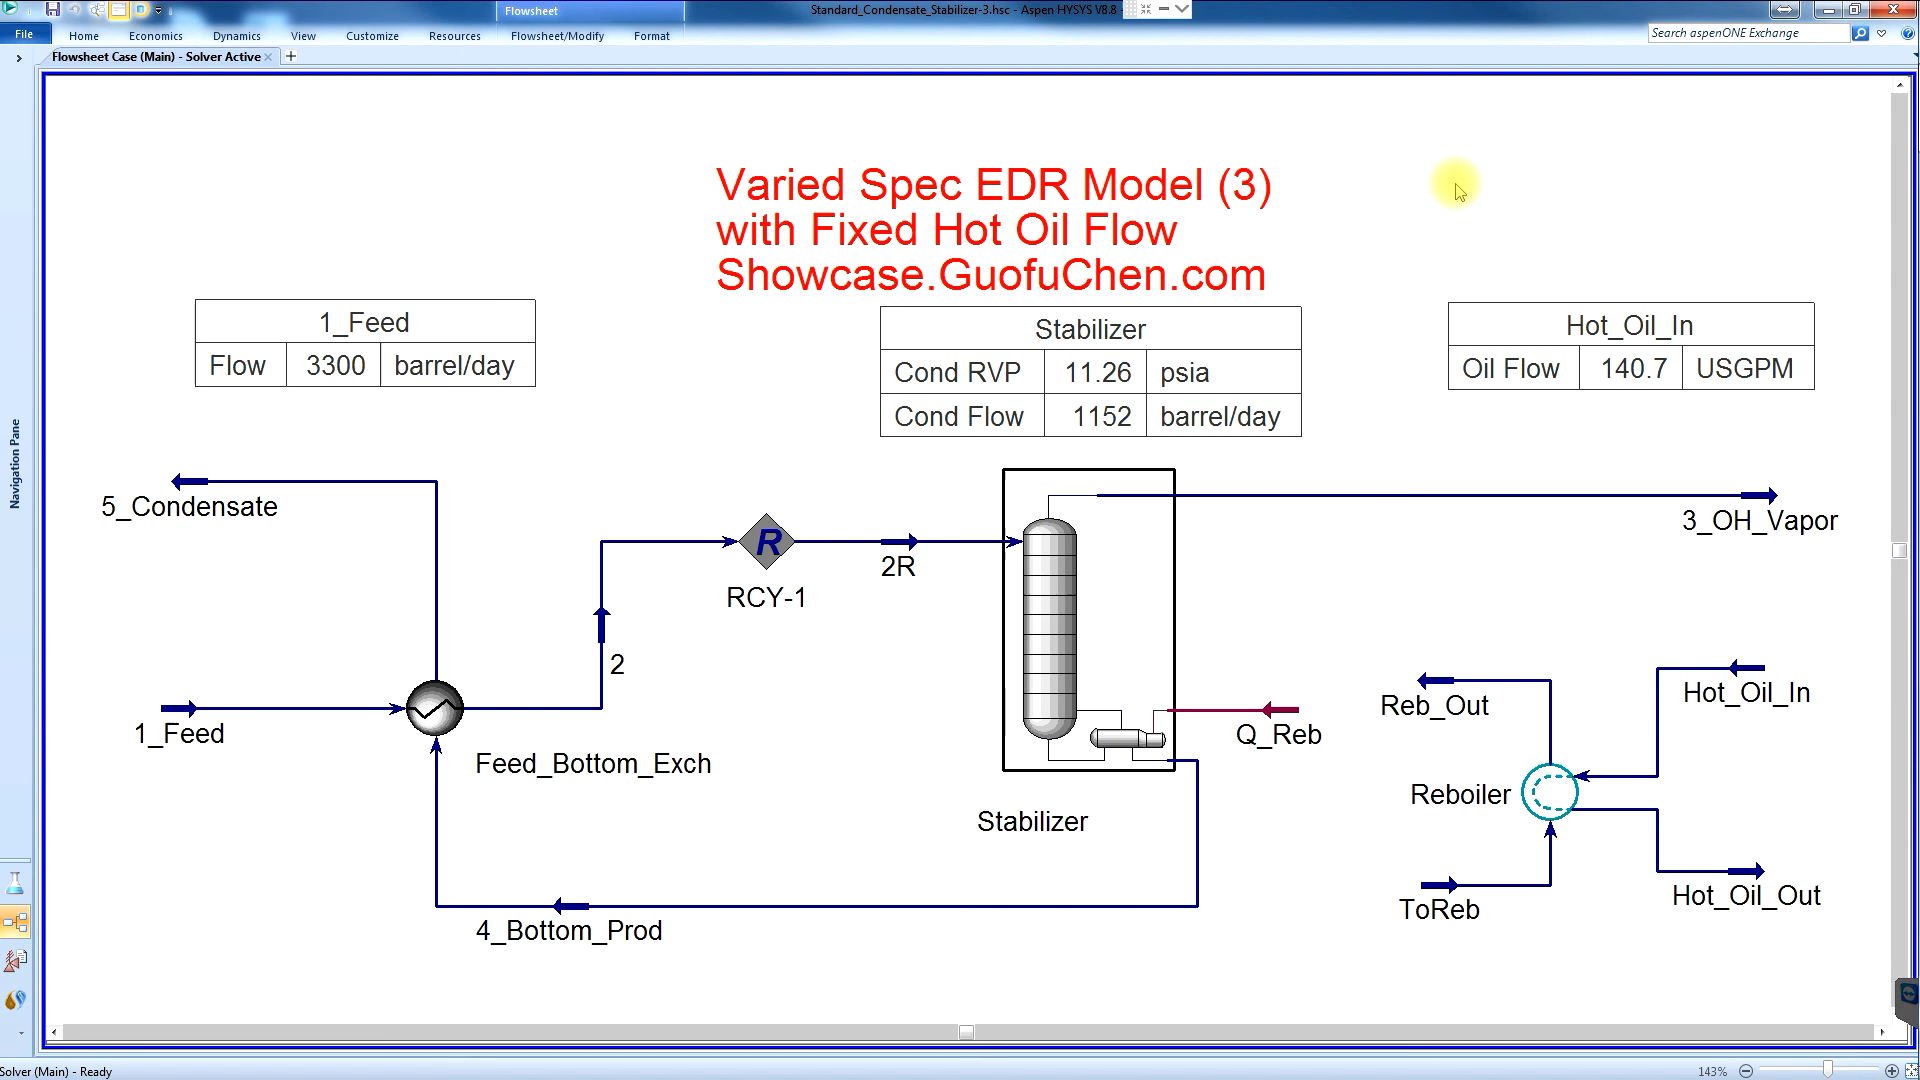 Flowsheet
Standard_Condensate_Stabilizer-3.hsc - Aspen HYSYS V8.8 -
File
Home
Economics
Dynamics
View
Customize
Resources
Flowsheet/Modify
Format
Search aspenONE Exchange
Flowsheet Case (Main) - Solver Active
Navigation Pane
Varied Spec EDR Model (3)
with Fixed Hot Oil Flow
Showcase.GuofuChen.com
1_Feed
Flow 3300 barrel/day
Stabilizer
Cond RVP 11.26 psia
Cond Flow 1152 barrel/day
Hot_Oil_In
Oil Flow 140.7 USGPM
5_Condensate
R
RCY-1
2R
3_OH_Vapor
2
1_Feed
Feed_Bottom_Exch
Stabilizer
Q_Reb
Reb_Out
Hot_Oil_In
Reboiler
ToReb
Hot_Oil_Out
4_Bottom_Prod
Solver (Main) - Ready
143%